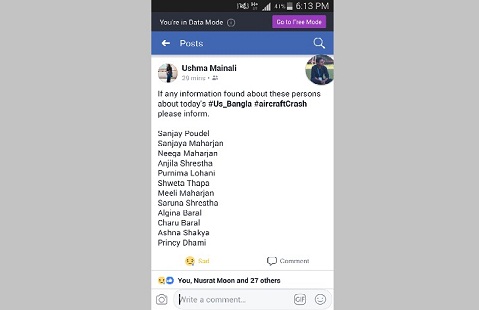 41% 6:13 PM
You're in Data Mode
Go to Free Mode
Posts
Ushma Mainali
29 mins
If any information found about these persons
about today's #Us_Bangla #aircraftCrash
please inform.
Sanjay Poudel
Sanjaya Maharjan
Neega Maharjan
Anjila Shrestha
Purnima Lohani
Shweta Thapa
Meeli Maharjan
Saruna Shrestha
Algina Baral
Charu Baral
Ashna Shakya
Princy Dhami
Sad Comment
You, Nusrat Moon and 27 others
Write a comment... GIF